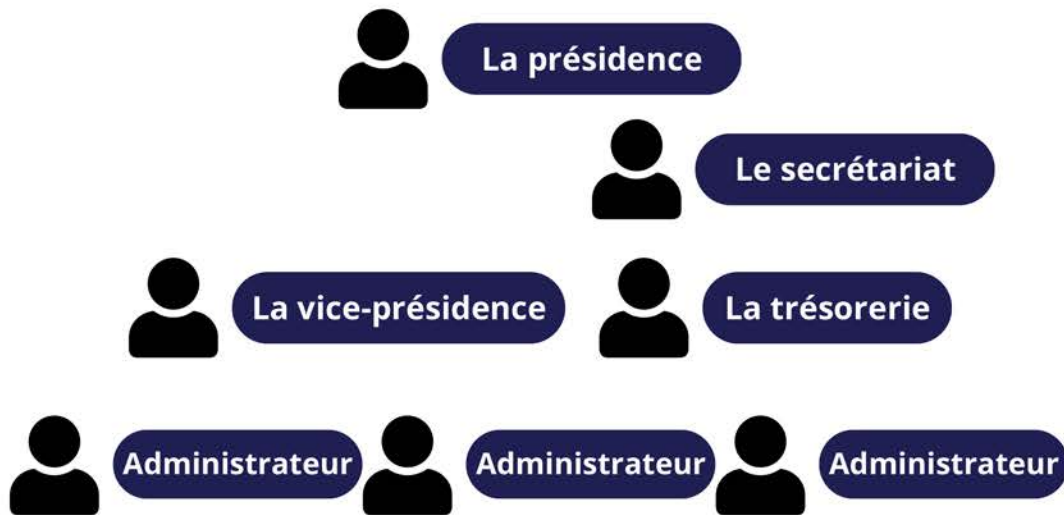 La présidence
Le secrétariat
La vice-présidence
La trésorerie
Administrateur
Administrateur
Administrateur